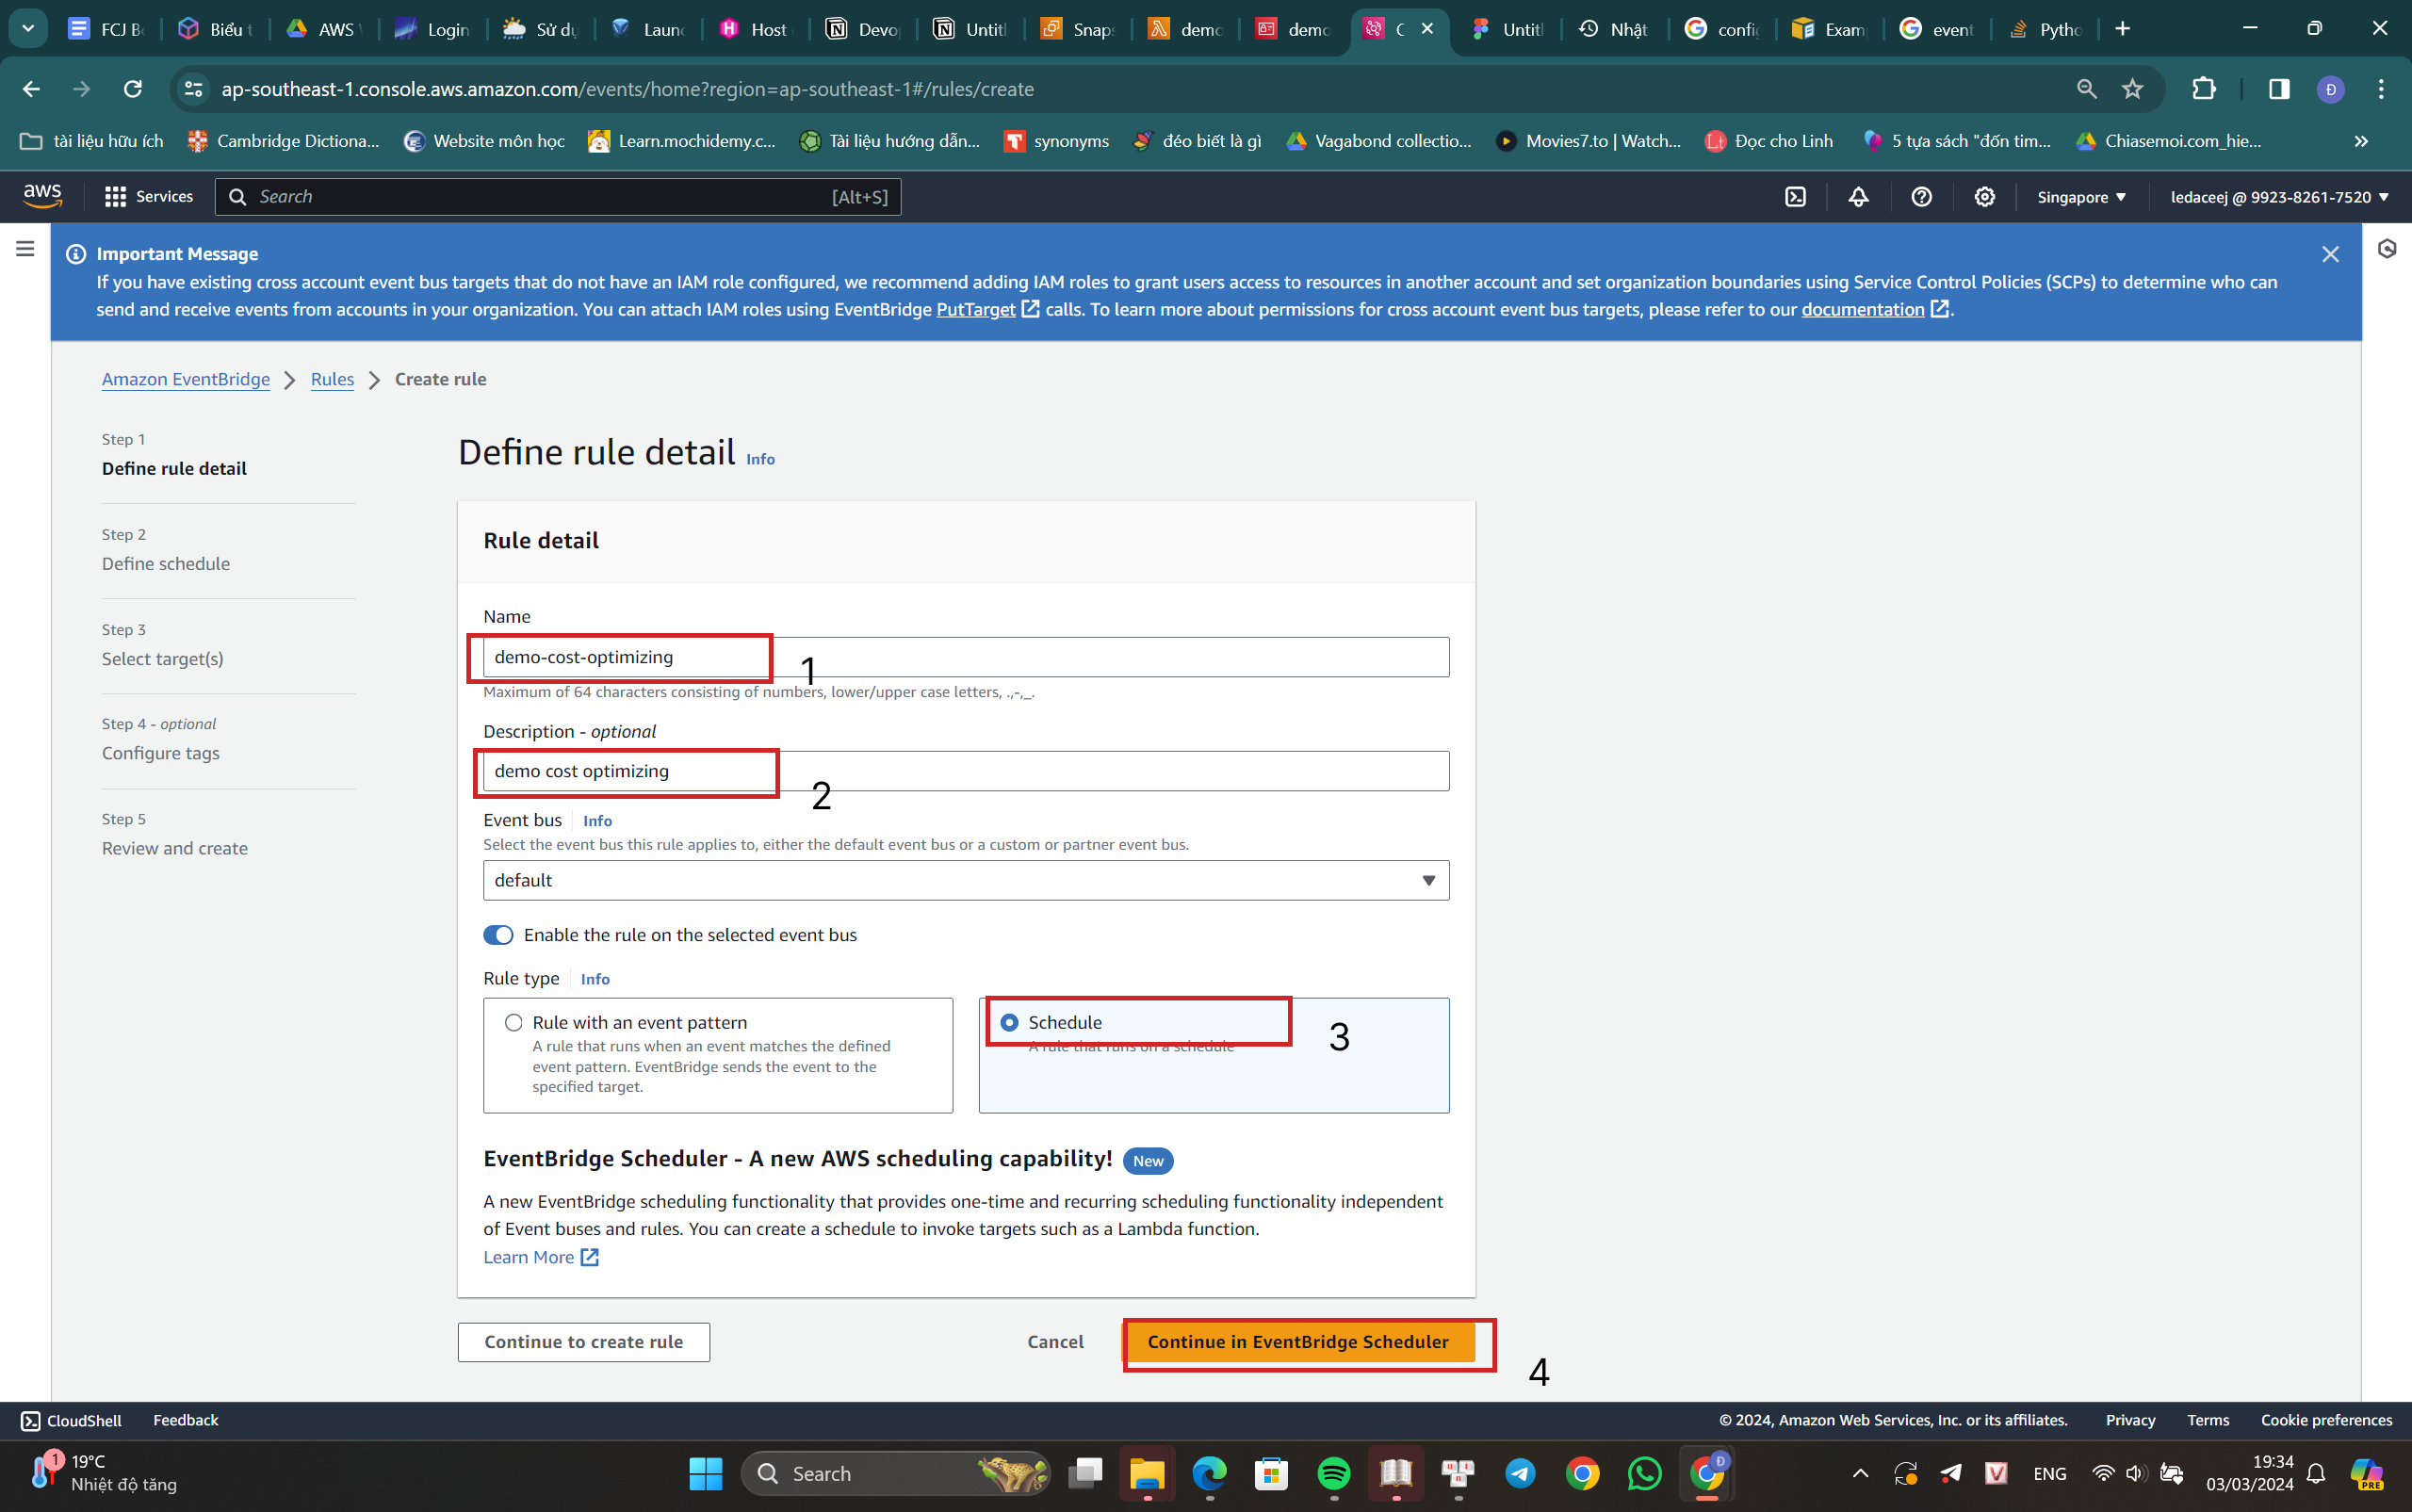 FCJ B
Biểu t
AWS
Login
Sử dụ
Laun
Host
Devo
Untit
Snaps
demo
demo
C
Untit
Nhật
confi
Exam
event
Pytho
ap-southeast-1.console.aws.amazon.com/events/home?region=ap-southeast-1#/rules/create
Đ
tài liệu hữu ích
Cambridge Dictiona...
Website môn học
Learn.mochidemy.c...
Tài liệu hướng dẫn...
synonyms
đéo biết là gì
Vagabond collectio...
Movies7.to | Watch...
Đọc cho Linh
5 tựa sách "đốn tim...
Chiasemoi.com_hie...
aws
Services
Search
[Alt+S]
Singapore
ledaceej @ 9923-8261-7520
Important Message
If you have existing cross account event bus targets that do not have an IAM role configured, we recommend adding IAM roles to grant users access to resources in another account and set organization boundaries using Service Control Policies (SCPs) to determine who can
send and receive events from accounts in your organization. You can attach IAM roles using EventBridge PutTarget calls. To learn more about permissions for cross account event bus targets, please refer to our documentation.
Amazon EventBridge
Rules
Create rule
Step 1
Define rule detail
Step 2
Define schedule
Step 3
Select target(s)
Step 4 - optional
Configure tags
Step 5
Review and create
Define rule detail Info
Rule detail
Name
demo-cost-optimizing
1
Maximum of 64 characters consisting of numbers, lower/upper case letters, .,-,_.
Description - optional
demo cost optimizing
2
Event bus Info
Select the event bus this rule applies to, either the default event bus or a custom or partner event bus.
default
Enable the rule on the selected event bus
Rule type Info
Rule with an event pattern
A rule that runs when an event matches the defined
event pattern. EventBridge sends the event to the
specified target.
Schedule
A rule that runs on a schedule
3
EventBridge Scheduler - A new AWS scheduling capability! New
A new EventBridge scheduling functionality that provides one-time and recurring scheduling functionality independent
of Event buses and rules. You can create a schedule to invoke targets such as a Lambda function.
Learn More
Continue to create rule
Cancel
Continue in EventBridge Scheduler
4
CloudShell
Feedback
© 2024, Amazon Web Services, Inc. or its affiliates.
Privacy
Terms
Cookie preferences
1
19°C
Nhiệt độ tăng
Search
Đ
ENG
19:34
03/03/2024
PRE